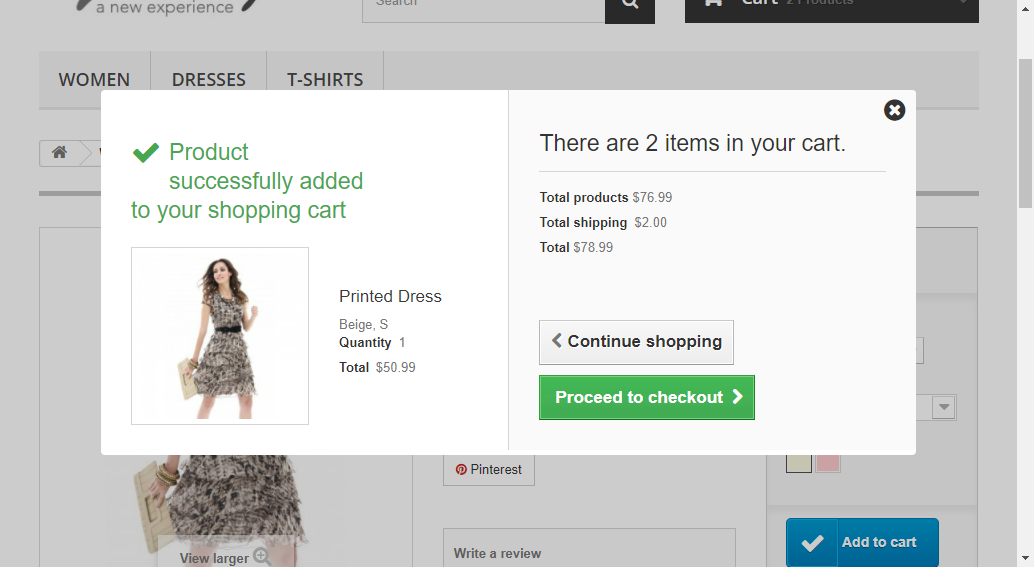 a new experience
Search
Cart 2 Products
WOMEN
DRESSES
T-SHIRTS
Product
successfully added
to your shopping cart
Printed Dress
Beige, S
Quantity 1
Total $50.99
There are 2 items in your cart.
Total products $76.99
Total shipping $2.00
Total $78.99
Continue shopping
Proceed to checkout
Pinterest
View larger
Write a review
Add to cart